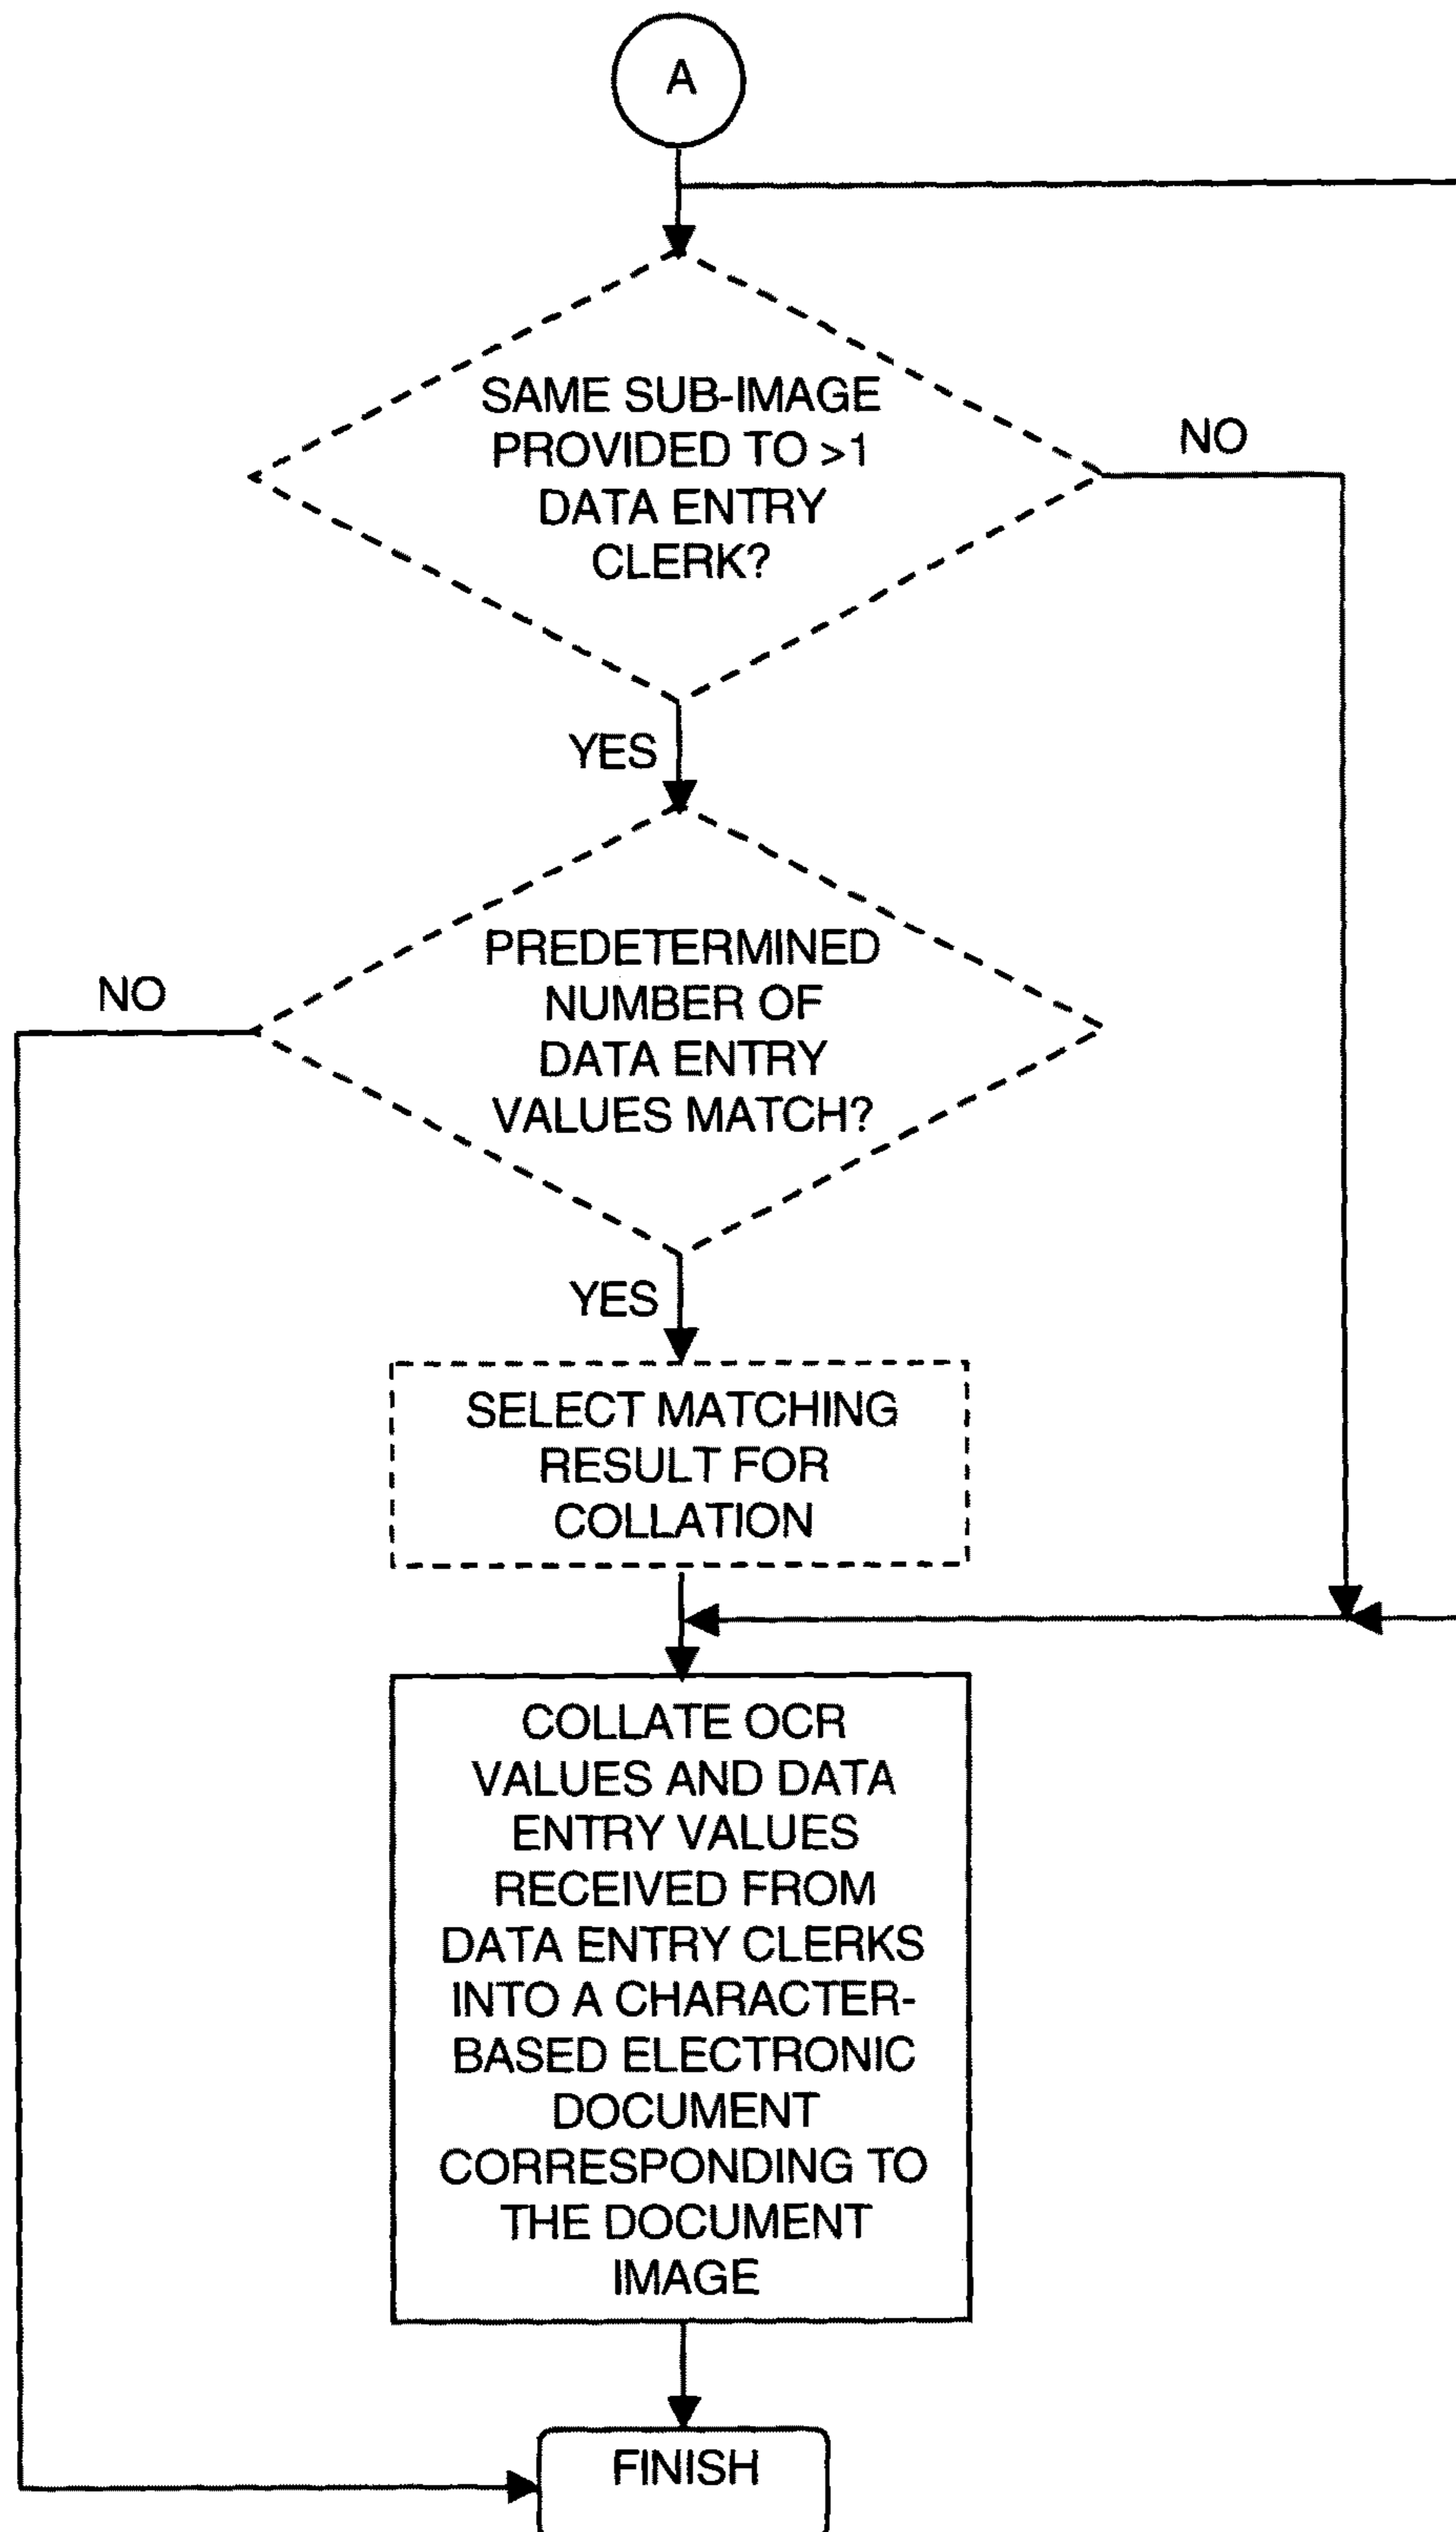 A
SAME SUB-IMAGE
PROVIDED TO >1
DATA ENTRY
CLERK?
NO
YES
PREDETERMINED
NUMBER OF
DATA ENTRY
VALUES MATCH?
NO
YES
SELECT MATCHING
RESULT FOR
COLLATION
COLLATE OCR
VALUES AND DATA
ENTRY VALUES
RECEIVED FROM
DATA ENTRY CLERKS
INTO A CHARACTER-
BASED ELECTRONIC
DOCUMENT
CORRESPONDING TO
THE DOCUMENT
IMAGE
FINISH